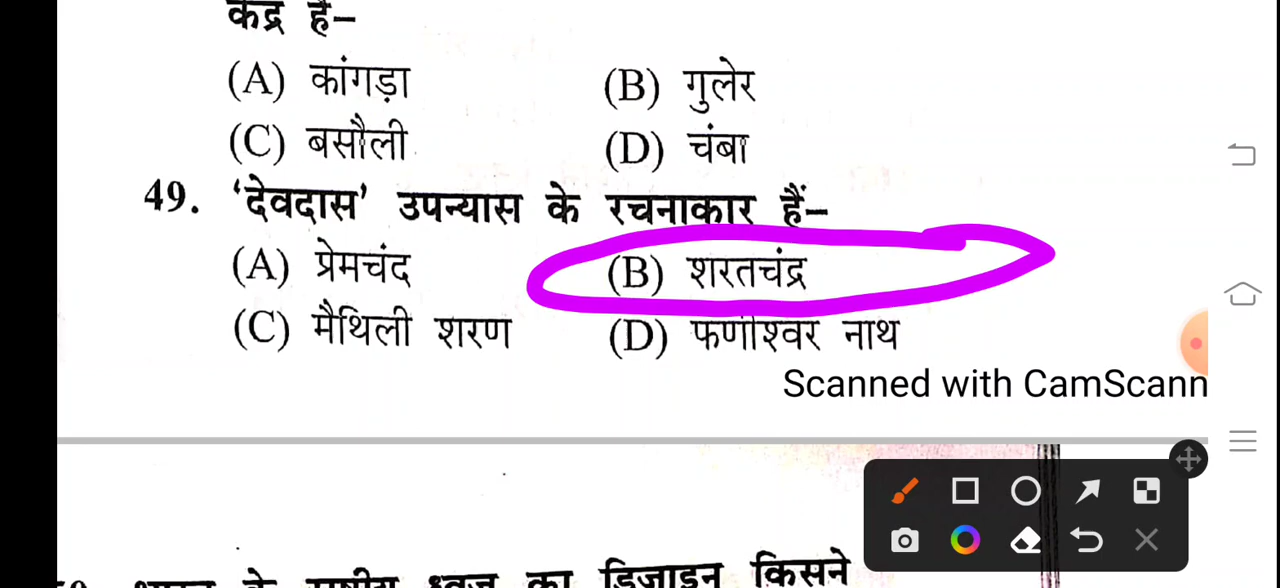 केंद्र है–
(A) कांगड़ा (B) गुलेर
(C) बसौली (D) चंबा
49. ‘देवदास’ उपन्यास के रचनाकार हैं–
(A) प्रेमचंद (B) शरतचंद्र
(C) मैथिली शरण (D) फणीश्वर नाथ
Scanned with CamScann
के राष्ट्रीय ध्वज का डिजाइन किसने